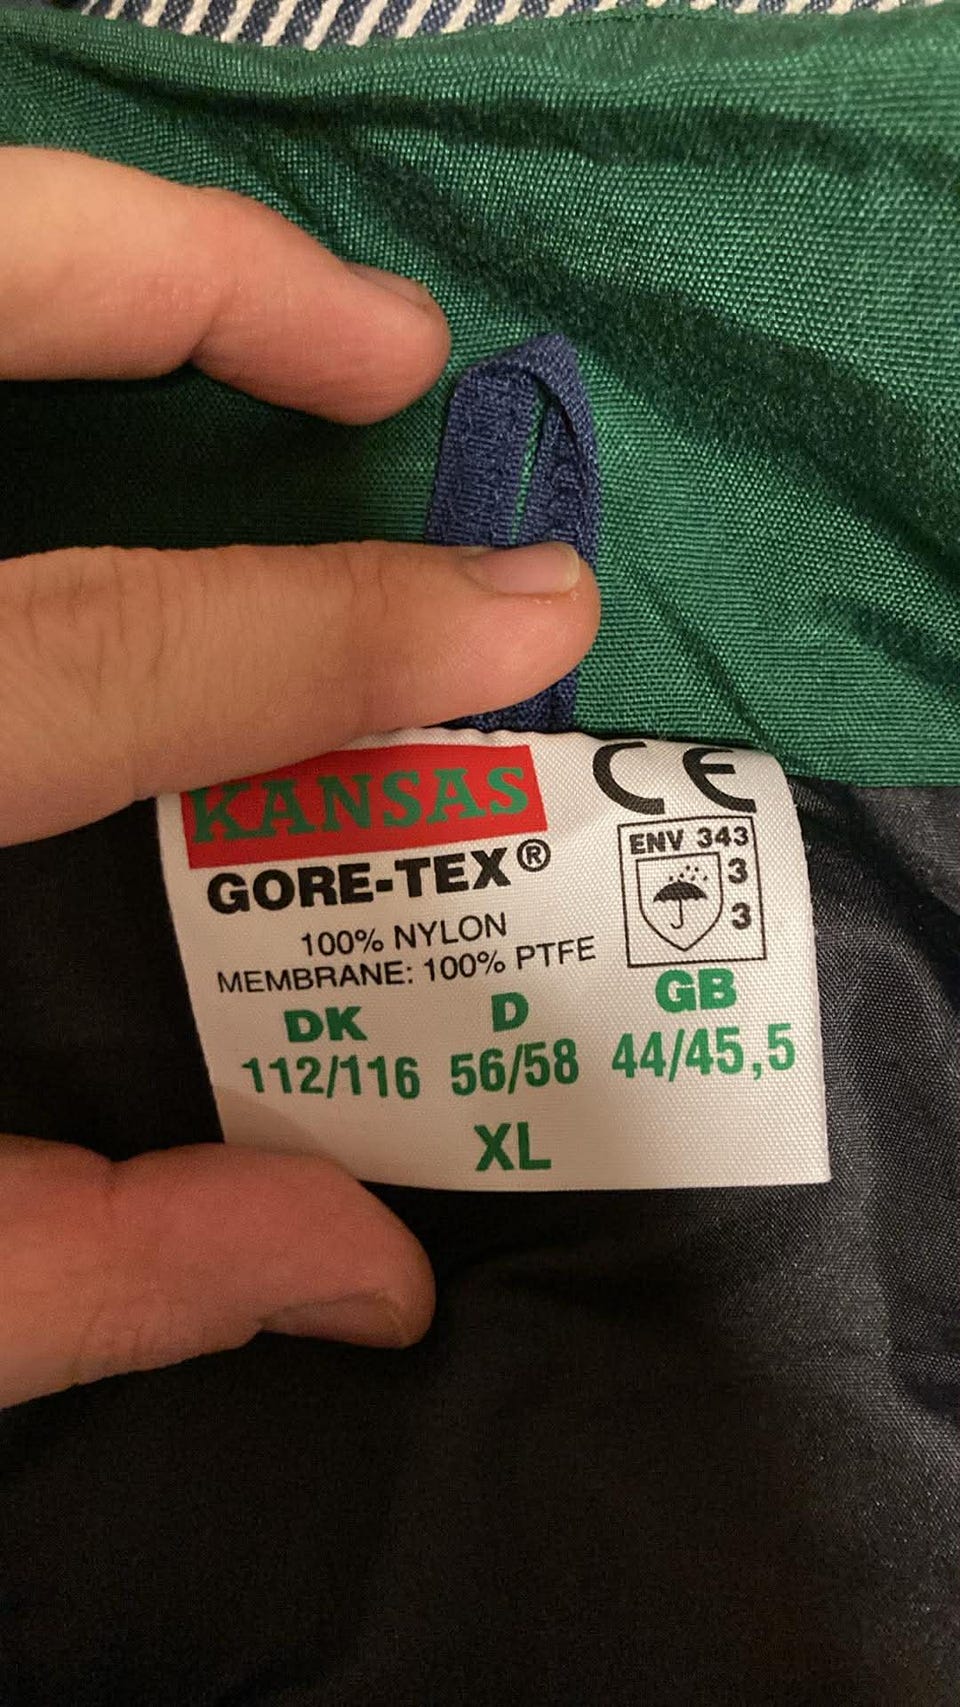 KANSAS
GORE-TEX®
100% NYLON
MEMBRANE: 100% PTFE
CE
ENV 343
3
3
DK D GB
112/116 56/58 44/45,5
XL